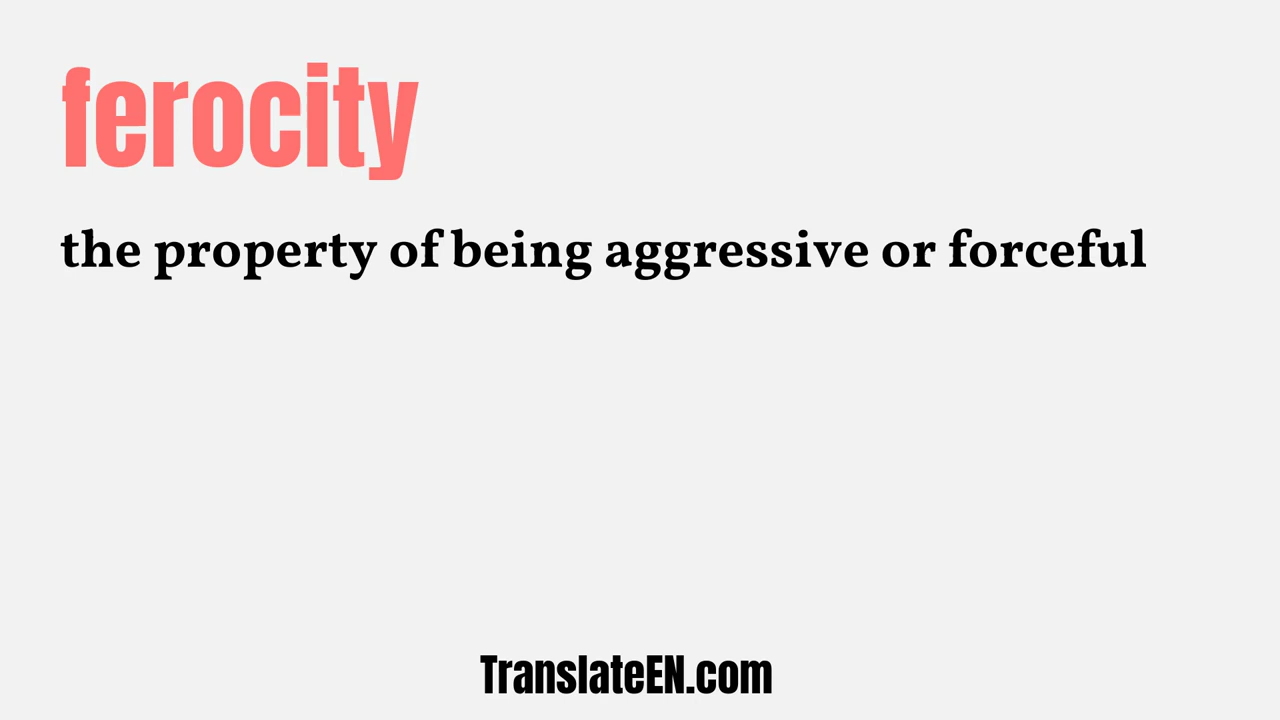 ferocity
the property of being aggressive or forceful
TranslateEN.com